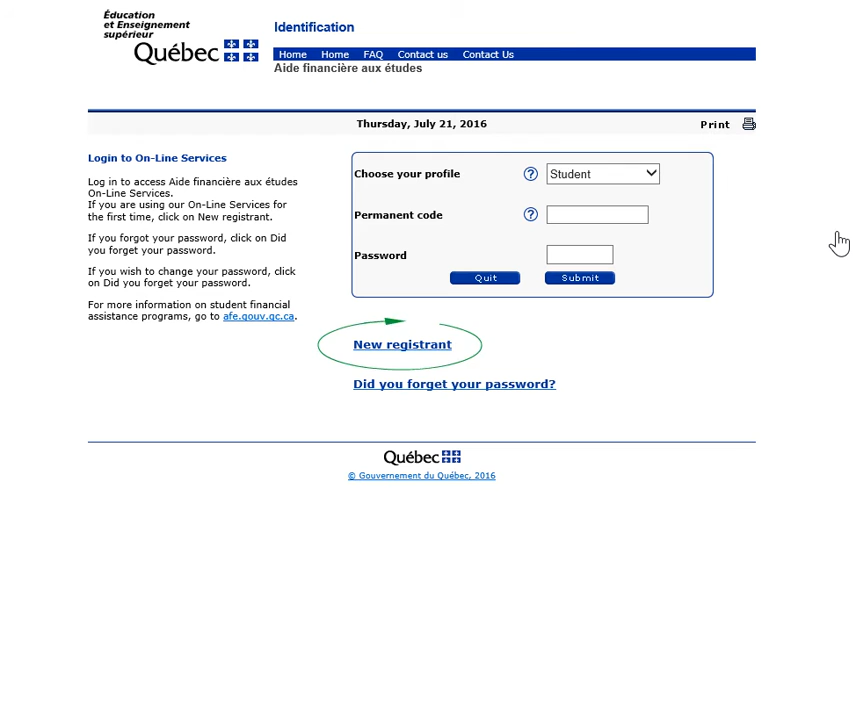 Éducation
et Enseignement
supérieur
Québec
Identification
Home Home FAQ Contact us Contact Us
Aide financière aux études
Thursday, July 21, 2016 Print
Login to On-Line Services
Log in to access Aide financière aux études
On-Line Services.
If you are using our On-Line Services for
the first time, click on New registrant.
If you forgot your password, click on Did
you forget your password.
If you wish to change your password, click
on Did you forget your password.
For more information on student financial
assistance programs, go to afe.gouv.qc.ca.
Choose your profile ? Student
Permanent code ?
Password
Quit Submit
New registrant
Did you forget your password?
Québec
© Gouvernement du Québec, 2016